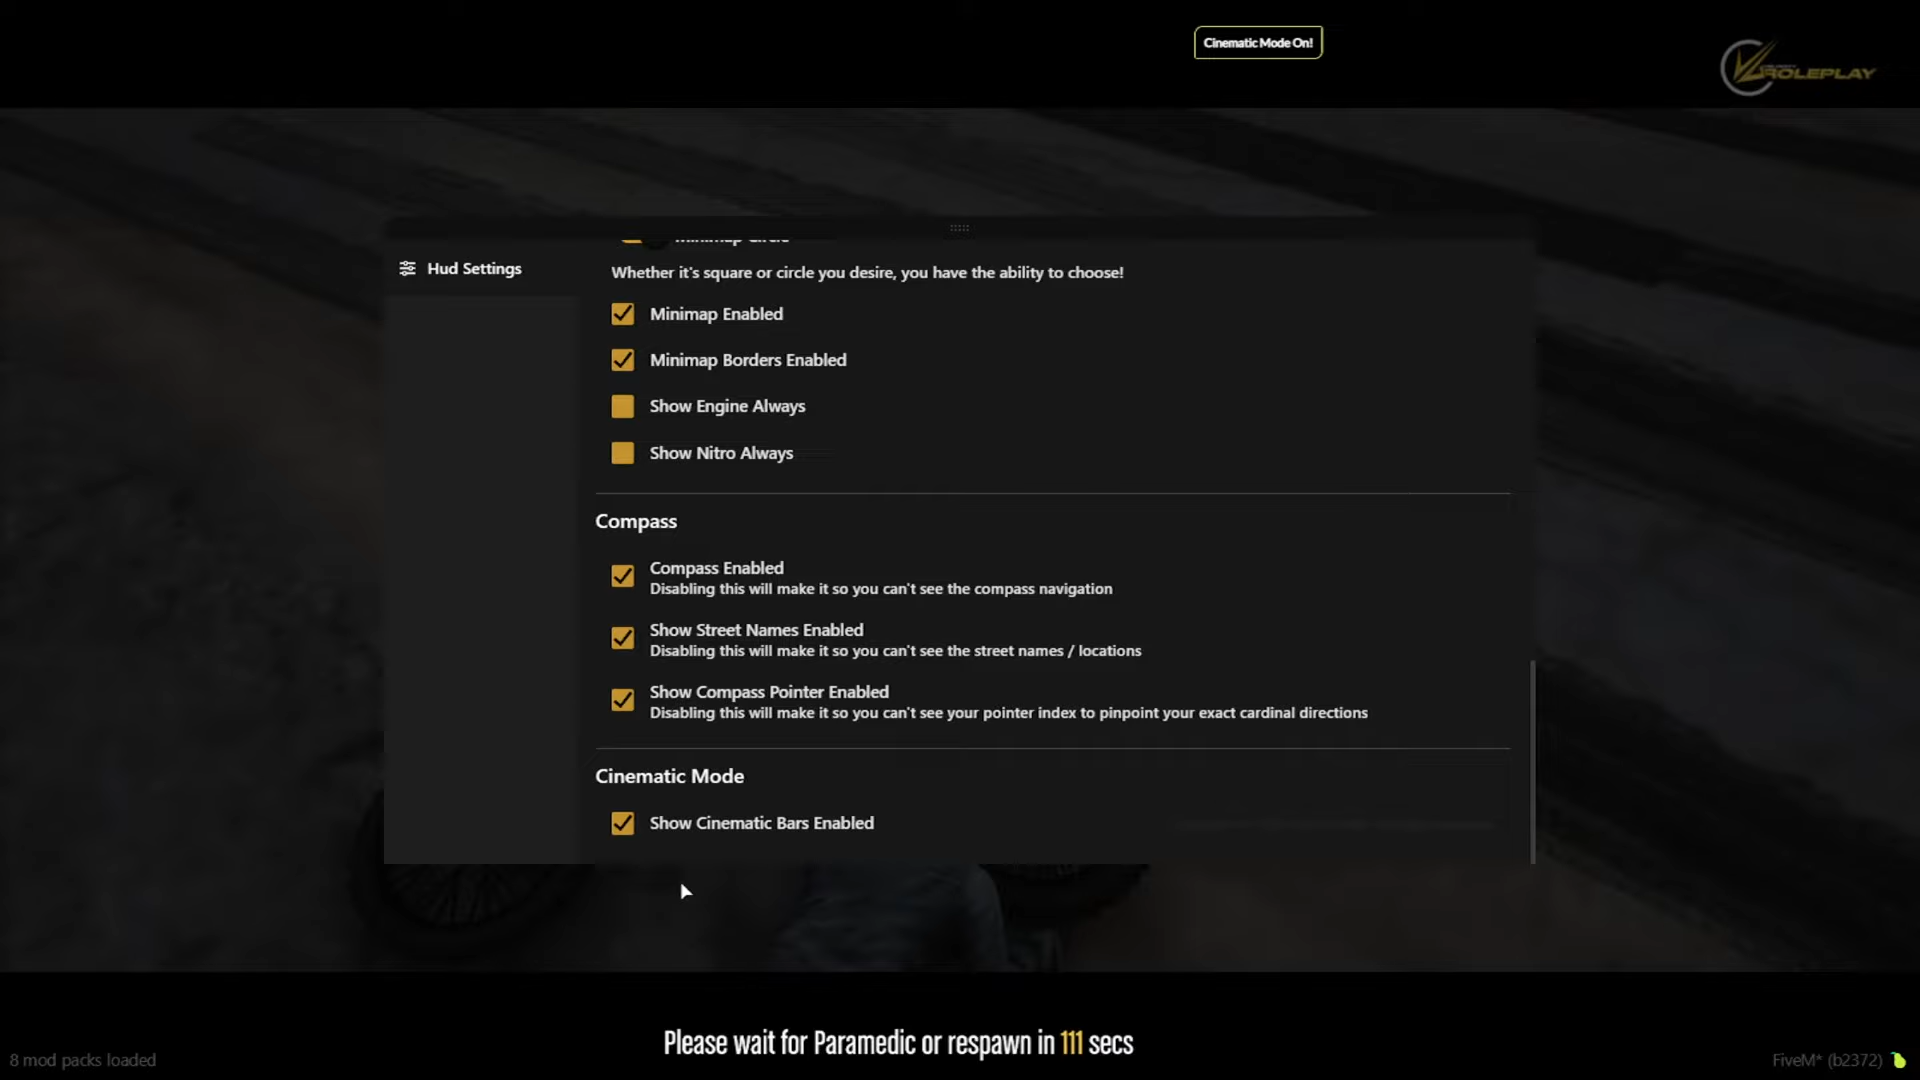 Cinematic Mode On!
ROLEPLAY
Minimap Circle
Hud Settings
Whether it's square or circle you desire, you have the ability to choose!
Minimap Enabled
Minimap Borders Enabled
Show Engine Always
Show Nitro Always
Compass
Compass Enabled
Disabling this will make it so you can't see the compass navigation
Show Street Names Enabled
Disabling this will make it so you can't see the street names / locations
Show Compass Pointer Enabled
Disabling this will make it so you can't see your pointer index to pinpoint your exact cardinal directions
Cinematic Mode
Show Cinematic Bars Enabled
Please wait for Paramedic or respawn in 111 secs
8 mod packs loaded
FiveM* (b2372)